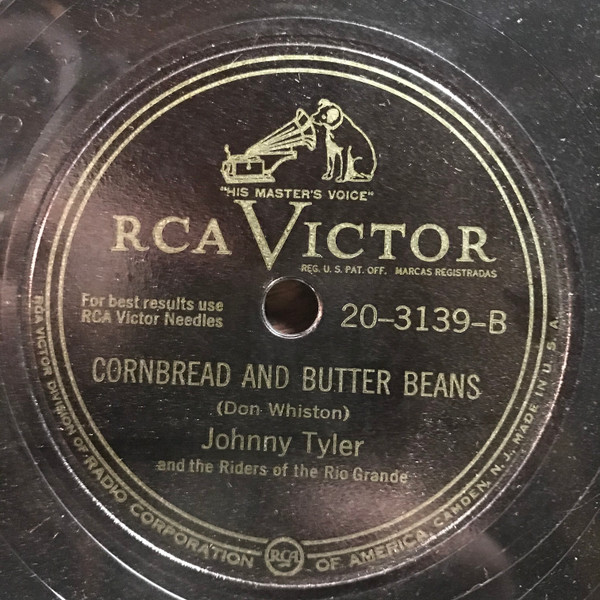 "HIS MASTER'S VOICE"
RCA VICTOR
REG. U. S. PAT. OFF. MARCAS REGISTRADAS
For best results use
RCA Victor Needles
20-3139-B
CORNBREAD AND BUTTER BEANS
(Don Whiston)
Johnny Tyler
and the Riders of the Rio Grande
RCA VICTOR DIVISION OF RADIO CORPORATION RCA OF AMERICA, CAMDEN, N. J., MADE IN U. S. A.